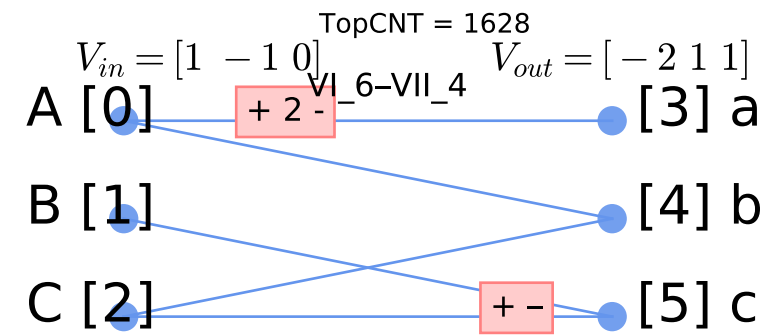 TopCNT = 1628
V_in = [1 −1 0]
V_out = [−2 1 1]
VI_6–VII_4
A [0]
+ 2 -
[3] a
B [1]
[4] b
C [2]
+ –
[5] c